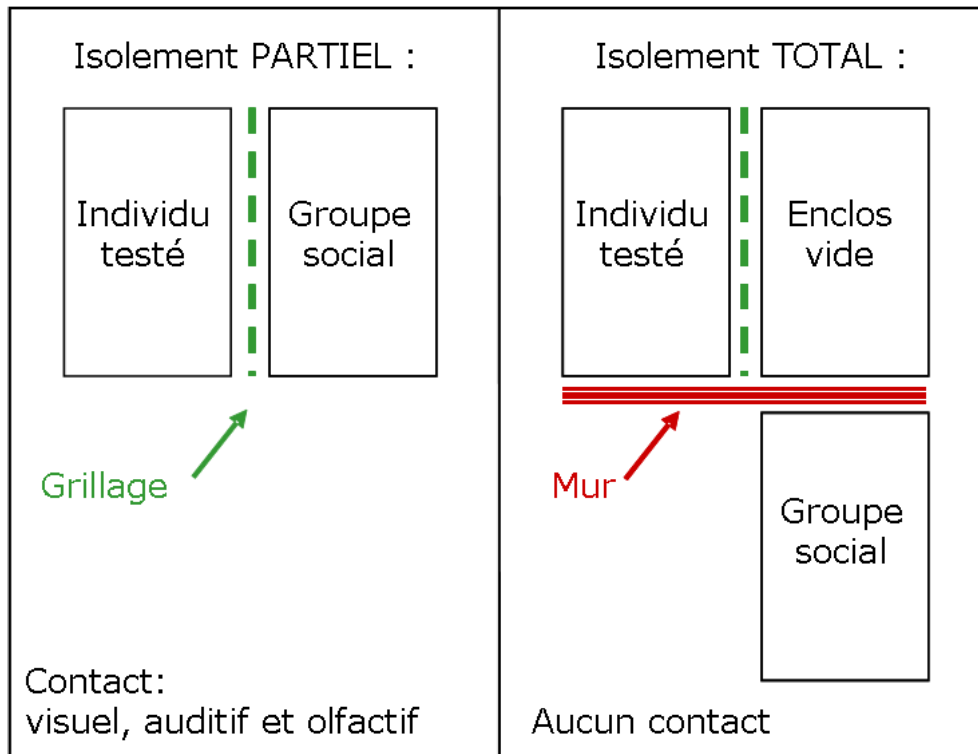 Isolement PARTIEL :
Individu
testé
Groupe
social
Grillage
Contact:
visuel, auditif et olfactif
Isolement TOTAL :
Individu
testé
Enclos
vide
Mur
Groupe
social
Aucun contact